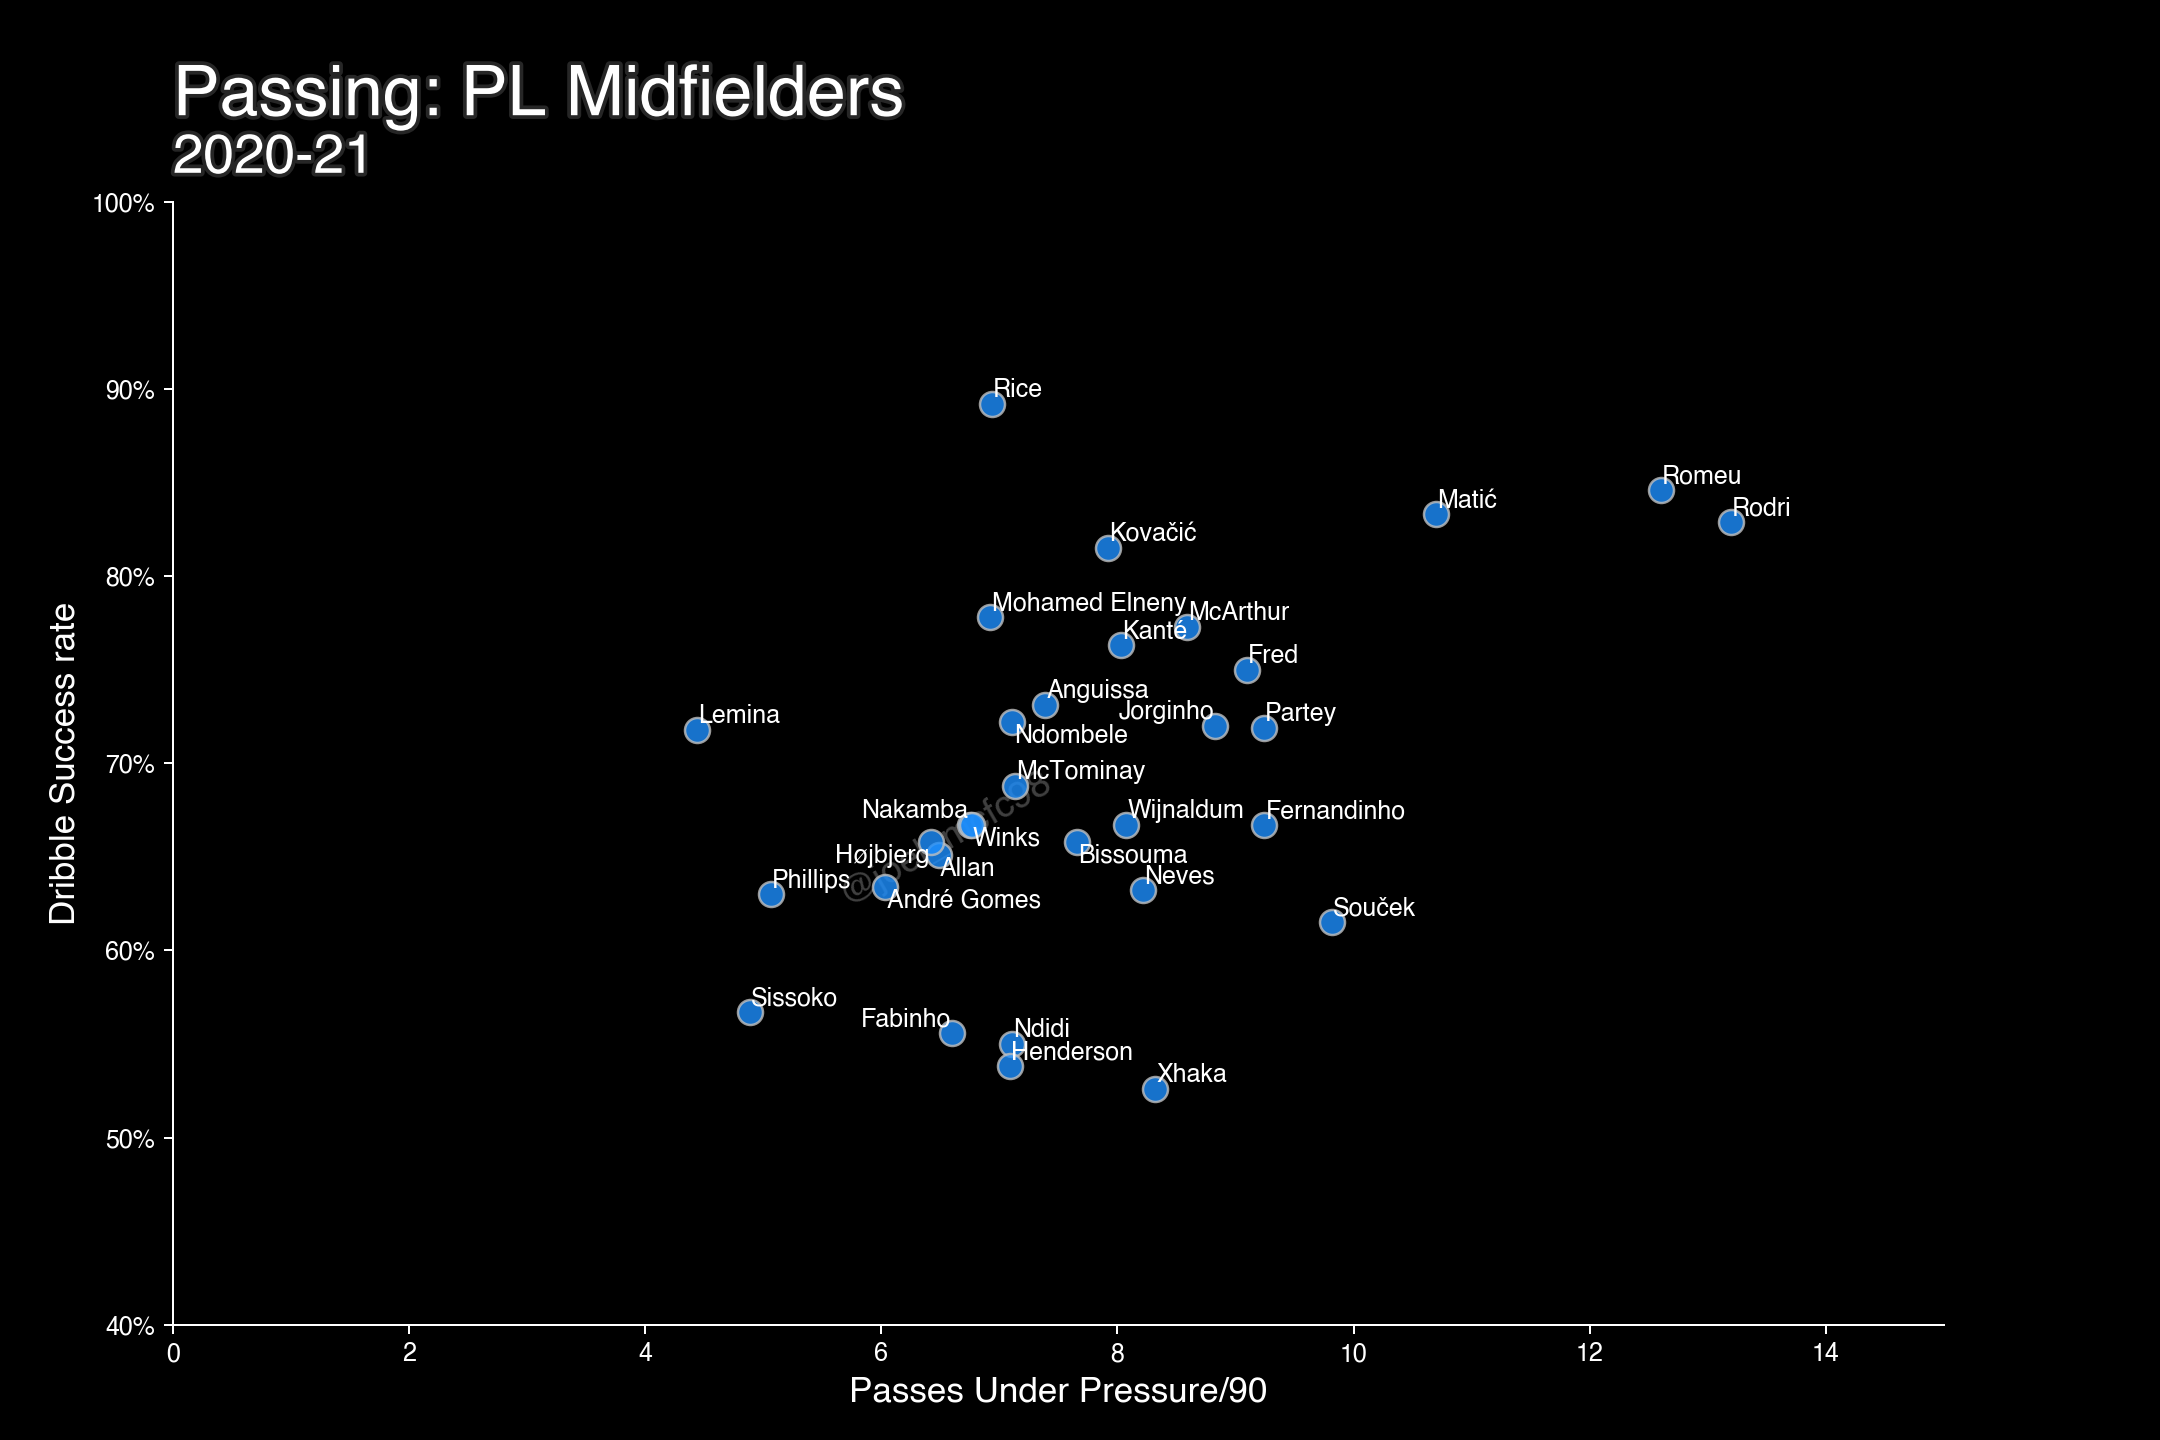 Passing: PL Midfielders
2020-21
100%
90%
80%
70%
60%
50%
40%
Dribble Success rate
Rice
Romeu
Matić
Rodri
Kovačić
Mohamed Elneny
McArthur
Kanté
Fred
Anguissa
Jorginho
Partey
Lemina
Ndombele
McTominay
Nakamba
Wijnaldum
Fernandinho
Winks
Højbjerg
Bissouma
Allan
Phillips
Neves
André Gomes
Souček
Sissoko
Fabinho
Ndidi
Henderson
Xhaka
0
2
4
6
8
10
12
14
Passes Under Pressure/90